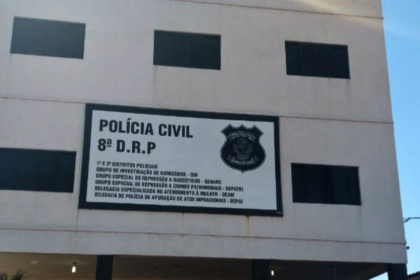 POLÍCIA CIVIL
8ª D.R.P
1º E 2º DISTRITOS POLICIAIS
GRUPO DE INVESTIGAÇÃO DE HOMICÍDIOS - GIH
GRUPO ESPECIAL DE REPRESSÃO A NARCÓTICOS - GENARC
GRUPO ESPECIAL DE REPRESSÃO A CRIMES PATRIMONIAIS - GEPATRI
DELEGACIA ESPECIALIZADA NO ATENDIMENTO À MULHER - DEAM
DELEGACIA DE POLÍCIA DE APURAÇÃO DE ATOS INFRACIONAIS - DEPAI